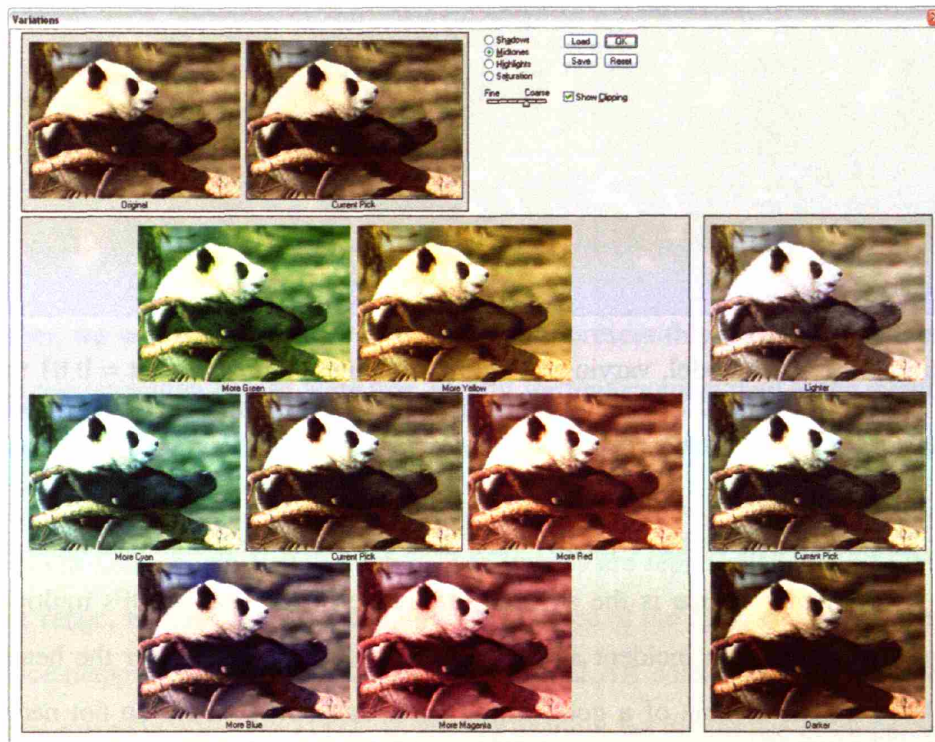 Variations
Shadows
Midtones
Highlights
Saturation
Fine Coarse
Load OK
Save Reset
Show Clipping
Original
Current Pick
More Green
More Yellow
Lighter
More Cyan
Current Pick
More Red
Current Pick
More Blue
More Magenta
Darker